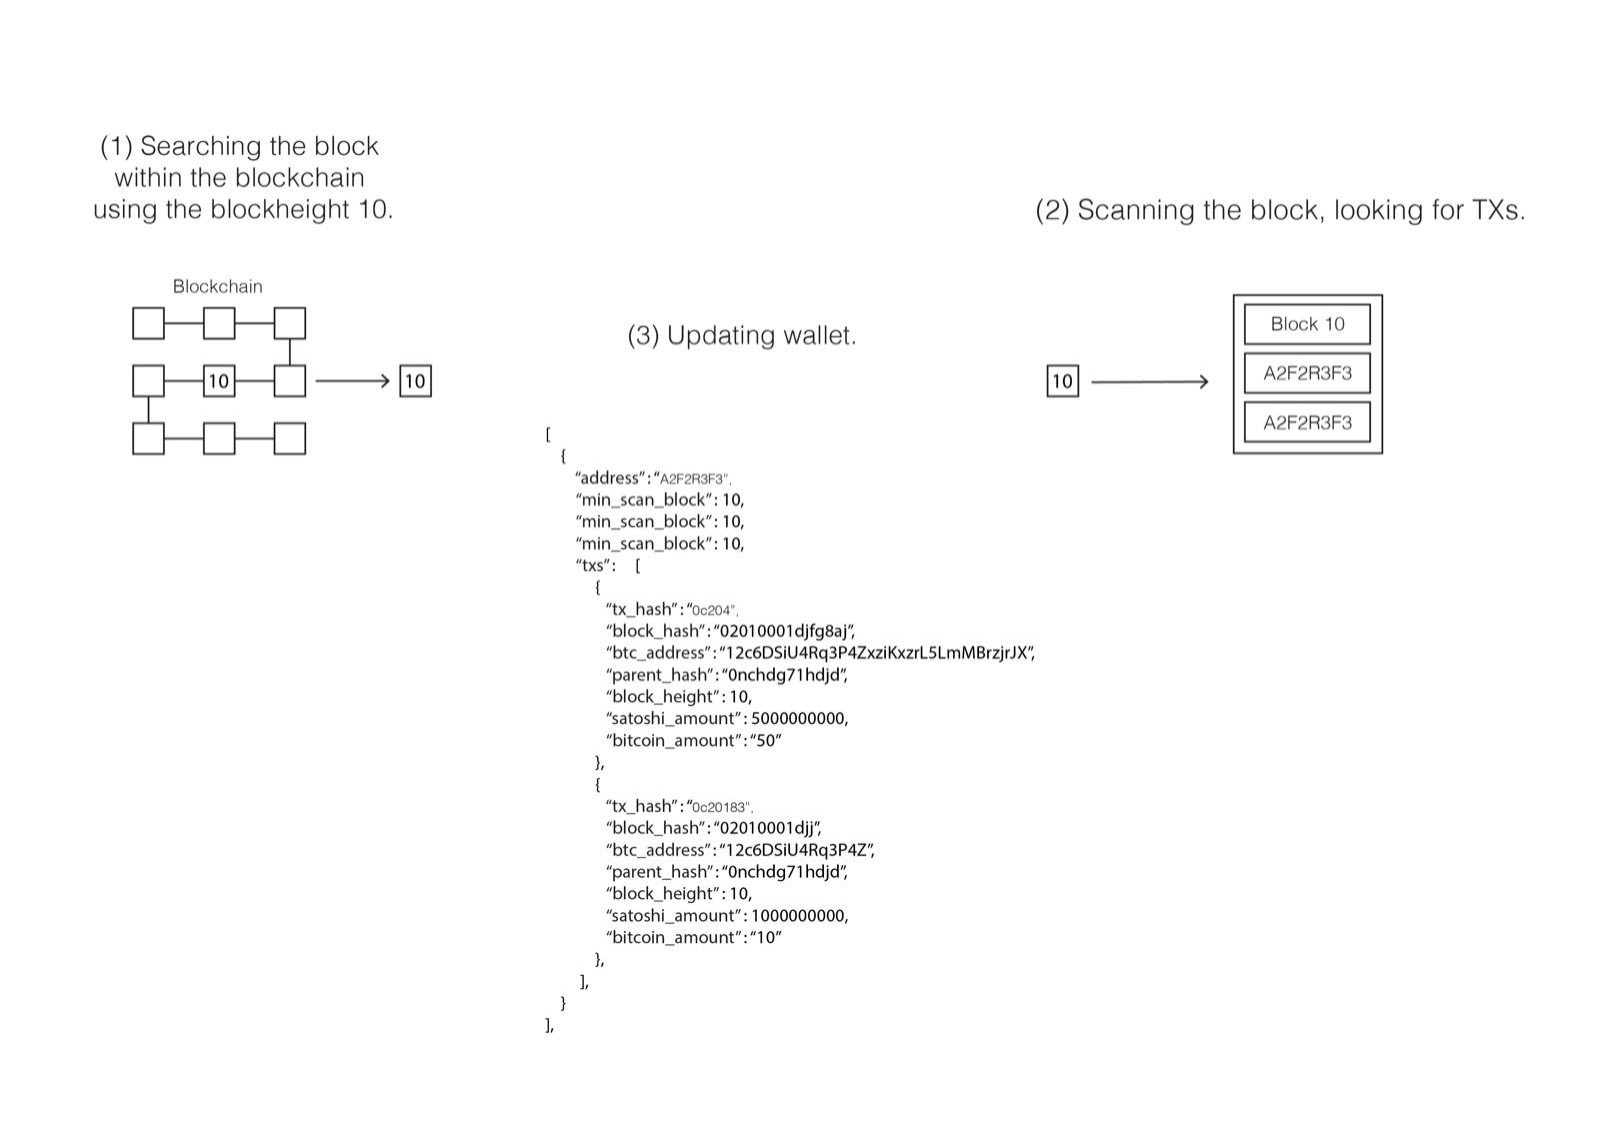 (1) Searching the block
within the blockchain
using the blockheight 10.
Blockchain
10
10
(2) Scanning the block, looking for TXs.
10
Block 10
A2F2R3F3
A2F2R3F3
(3) Updating wallet.
[
{
“address”:“A2F2R3F3”,
“min_scan_block”: 10,
“min_scan_block”: 10,
“min_scan_block”: 10,
“txs”: [
{
“tx_hash”:“0c204”,
“block_hash”:“02010001djfg8aj”,
“btc_address”:“12c6DSiU4Rq3P4ZxziKxzrL5LmMBrzjrJX”,
“parent_hash”:“0nchdg71hdjd”,
“block_height”: 10,
“satoshi_amount”: 5000000000,
“bitcoin_amount”:“50”
},
{
“tx_hash”:“0c20183”,
“block_hash”:“02010001djj”,
“btc_address”:“12c6DSiU4Rq3P4Z”,
“parent_hash”:“0nchdg71hdjd”,
“block_height”: 10,
“satoshi_amount”: 1000000000,
“bitcoin_amount”:“10”
},
],
}
],